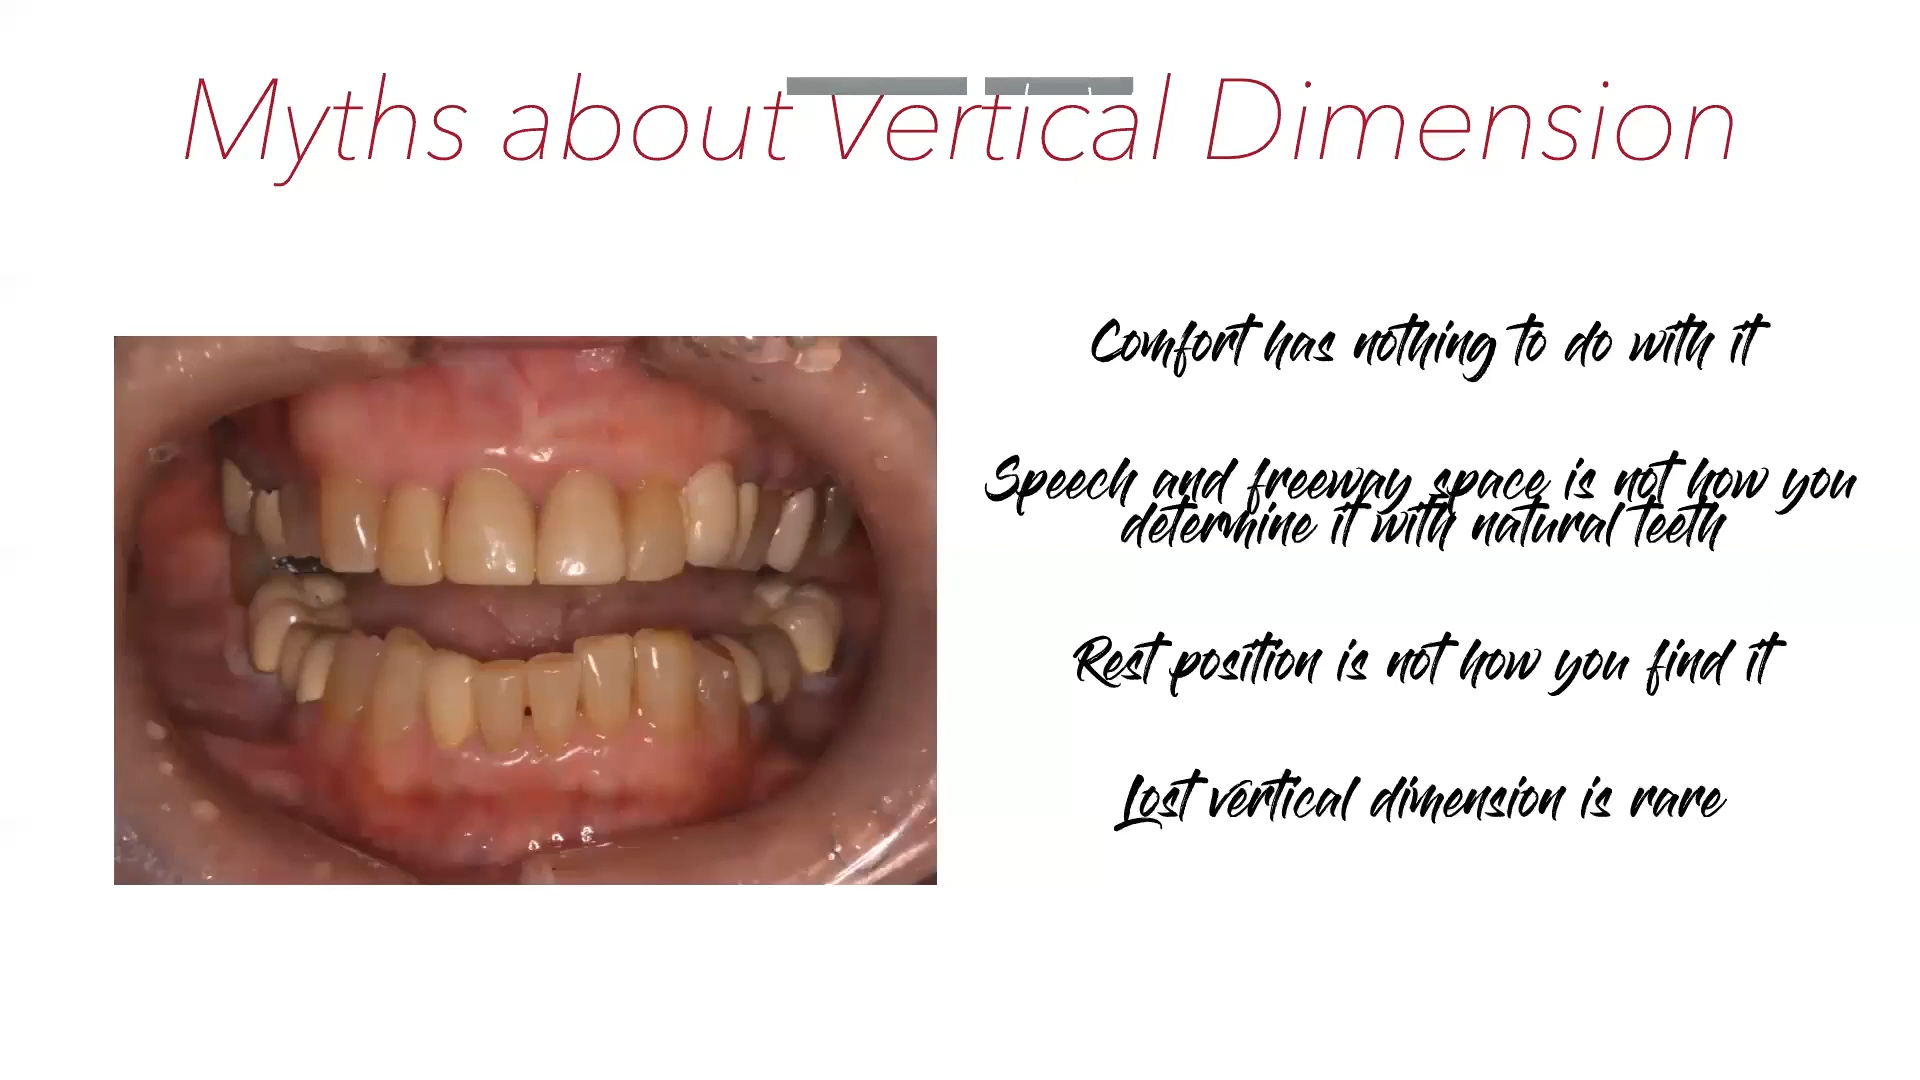 Myths about Vertical Dimension
Comfort has nothing to do with it
Speech and freeway space is not how you
determine it with natural teeth
Rest position is not how you find it
Lost vertical dimension is rare